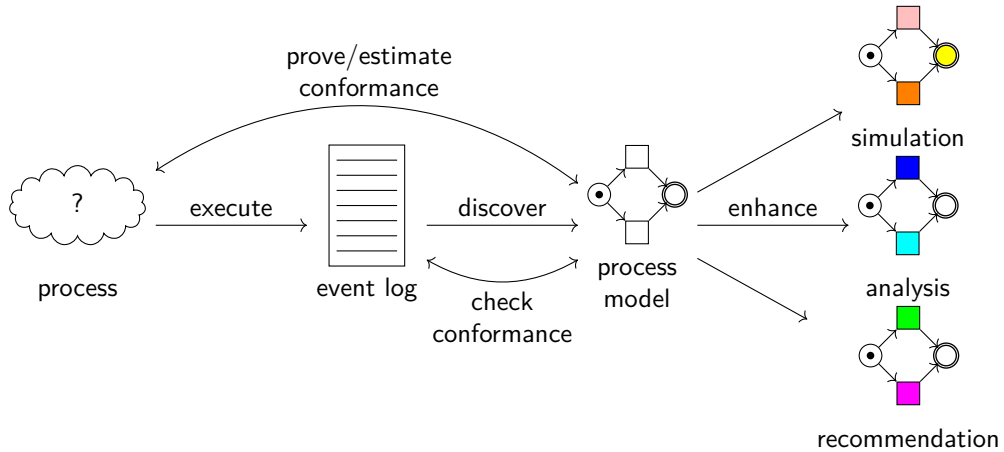 prove/estimate
conformance
simulation
?
execute
discover
enhance
process
event log
process
model
analysis
check
conformance
recommendation